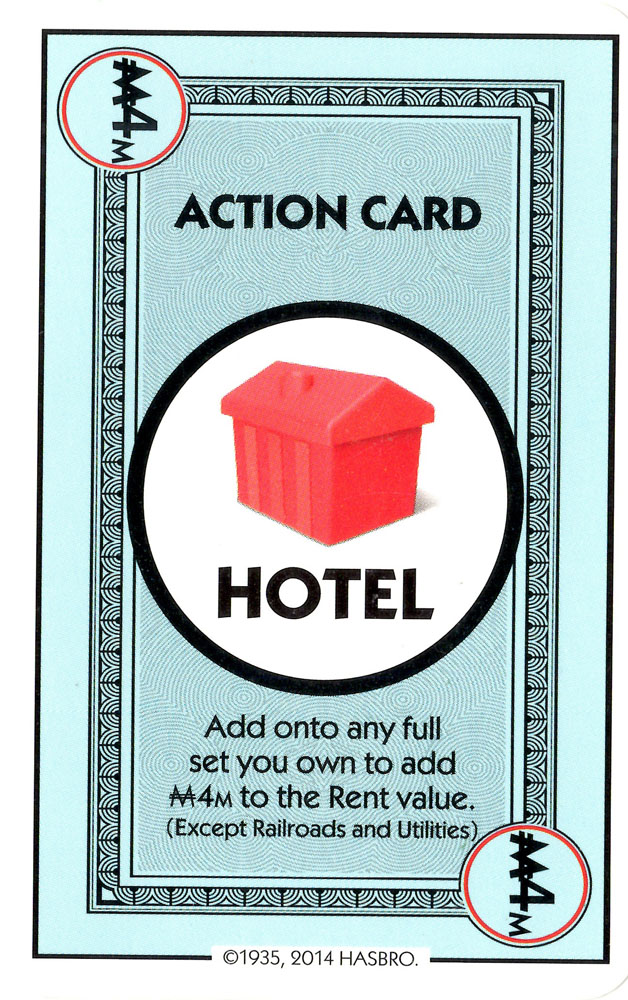 ₩4M
ACTION CARD
HOTEL
Add onto any full
set you own to add
₩4M to the Rent value.
(Except Railroads and Utilities)
₩4M
©1935, 2014 HASBRO.